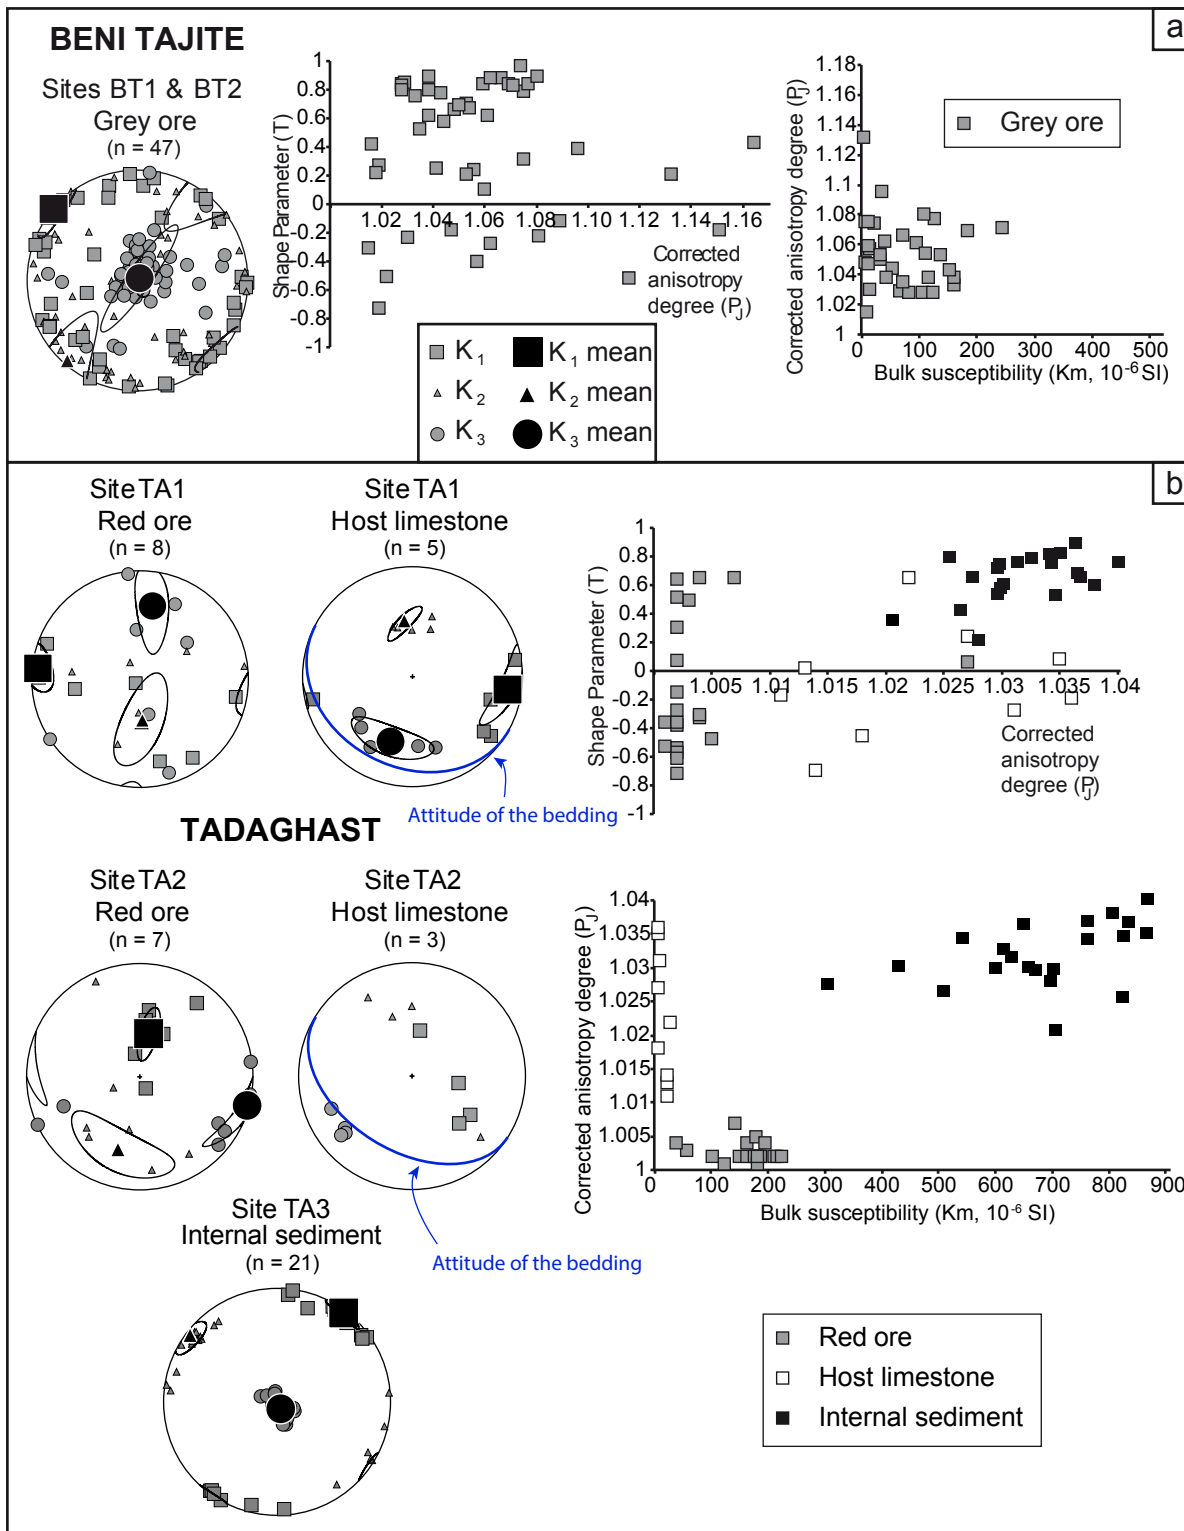 a
BENI TAJITE
Sites BT1 & BT2
Grey ore
(n = 47)
Shape Parameter (T)
1
0.8
0.6
0.4
0.2
0
-0.2
-0.4
-0.6
-0.8
-1
1.02 1.04 1.06 1.08 1.10 1.12 1.14 1.16
Corrected
anisotropy
degree (PJ)
Corrected anisotropy degree (PJ)
1.18
1.16
1.14
1.12
1.1
1.08
1.06
1.04
1.02
1
0 100 200 300 400 500
Bulk susceptibility (Km, 10-6 SI)
Grey ore
K1 K1 mean
K2 K2 mean
K3 K3 mean
b
Site TA1
Red ore
(n = 8)
Site TA1
Host limestone
(n = 5)
Attitude of the bedding
Shape Parameter (T)
1
0.8
0.6
0.4
0.2
0
-0.2
-0.4
-0.6
-0.8
-1
1.005 1.01 1.015 1.02 1.025 1.03 1.035 1.04
Corrected
anisotropy
degree (PJ)
TADAGHAST
Site TA2
Red ore
(n = 7)
Site TA2
Host limestone
(n = 3)
Attitude of the bedding
Corrected anisotropy degree (PJ)
1.04
1.035
1.03
1.025
1.02
1.015
1.01
1.005
1
0 100 200 300 400 500 600 700 800 900
Bulk susceptibility (Km, 10-6 SI)
Site TA3
Internal sediment
(n = 21)
Red ore
Host limestone
Internal sediment